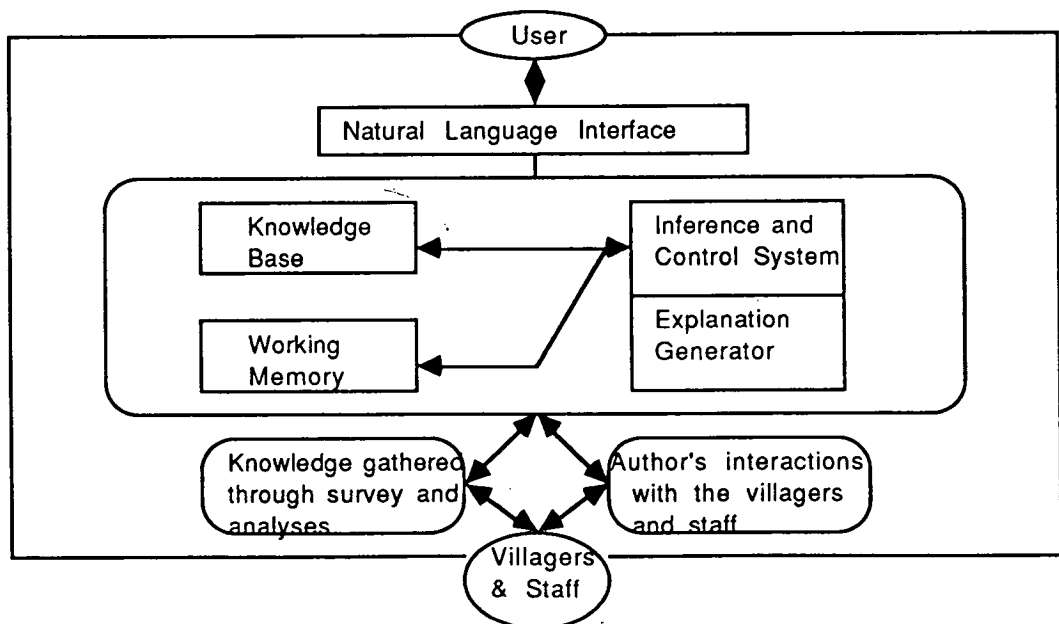 User
Natural Language Interface
Knowledge
Base
Inference and
Control System
Working
Memory
Explanation
Generator
Knowledge gathered
through survey and
analyses
Author's interactions
with the villagers
and staff
Villagers
& Staff